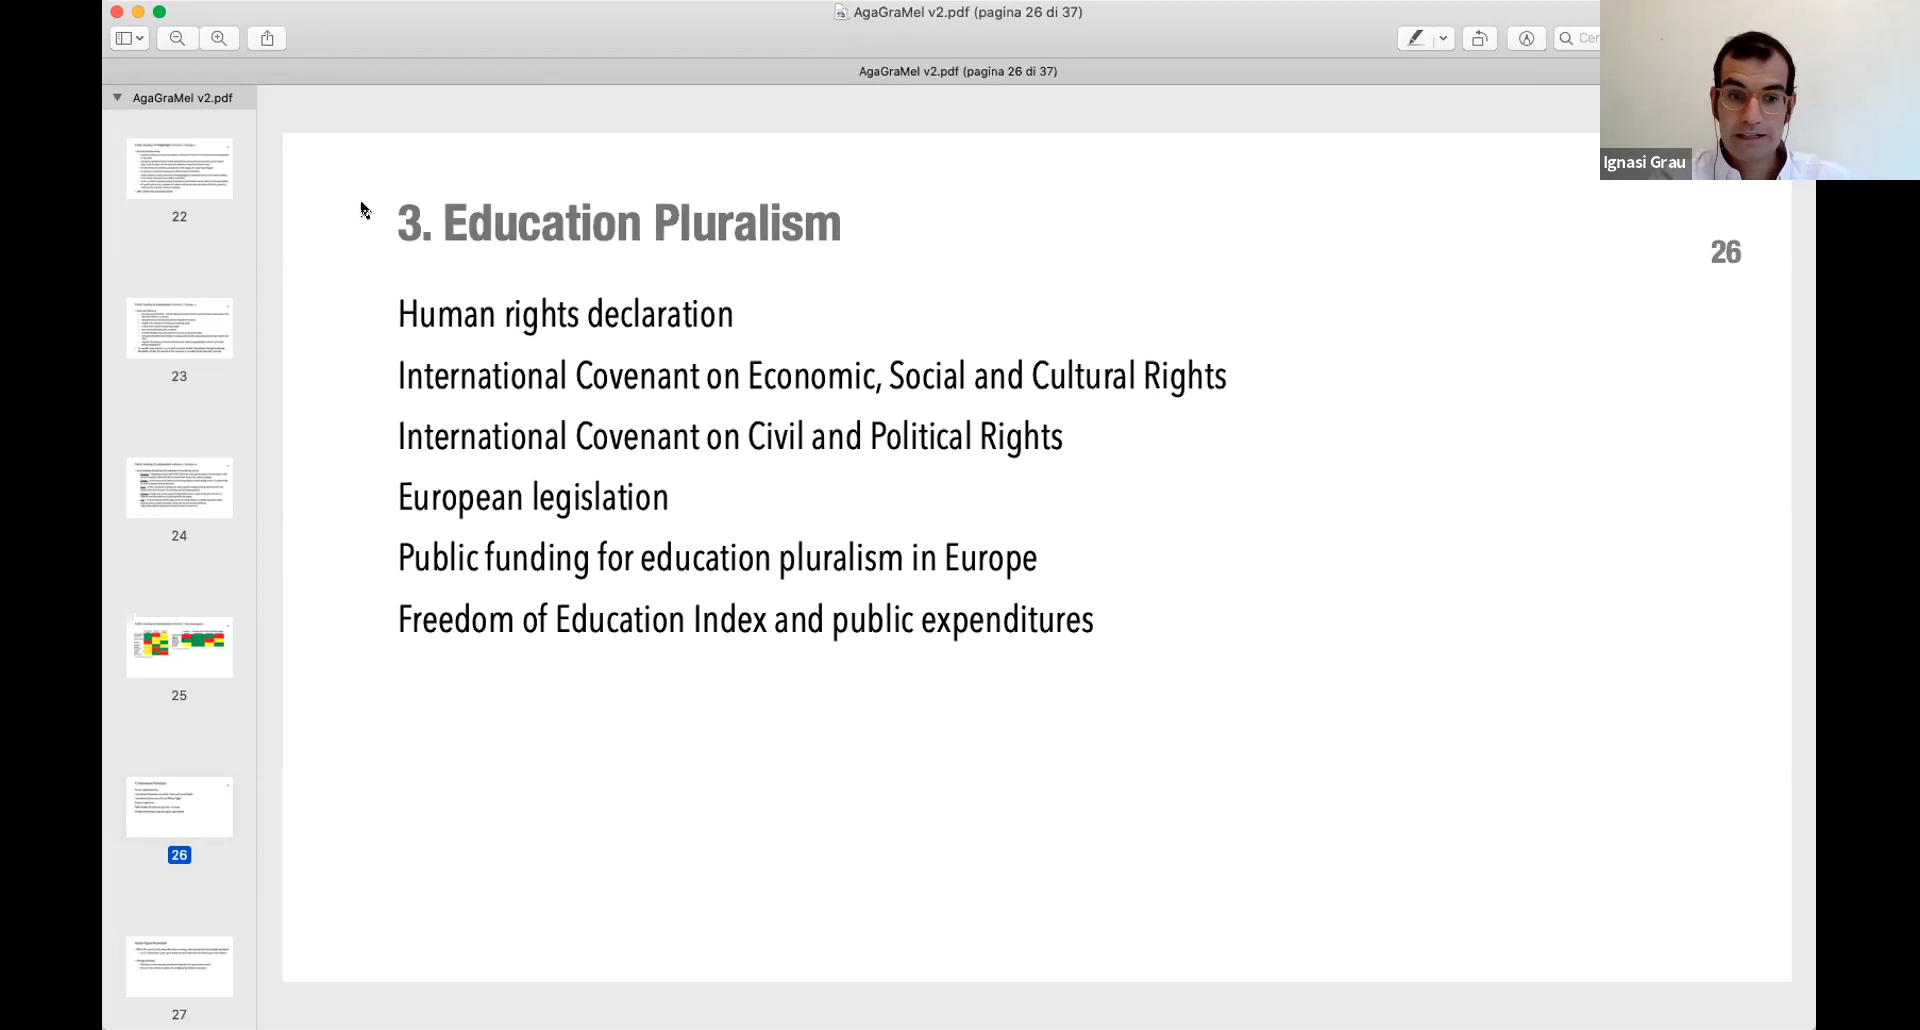 AgaGraMel v2.pdf (pagina 26 di 37)
Cer
AgaGraMel v2.pdf (pagina 26 di 37)
AgaGraMel v2.pdf
Ignasi Grau
22
23
24
25
26
27
3. Education Pluralism
26
Human rights declaration
International Covenant on Economic, Social and Cultural Rights
International Covenant on Civil and Political Rights
European legislation
Public funding for education pluralism in Europe
Freedom of Education Index and public expenditures